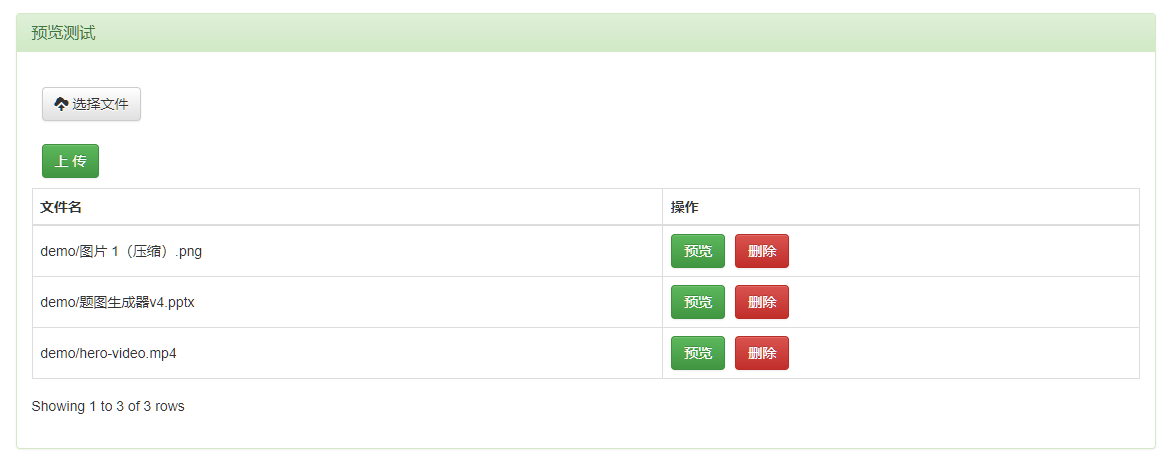 预览测试
选择文件
上 传
文件名 操作
demo/图片 1（压缩）.png 预览 删除
demo/题图生成器v4.pptx 预览 删除
demo/hero-video.mp4 预览 删除
Showing 1 to 3 of 3 rows